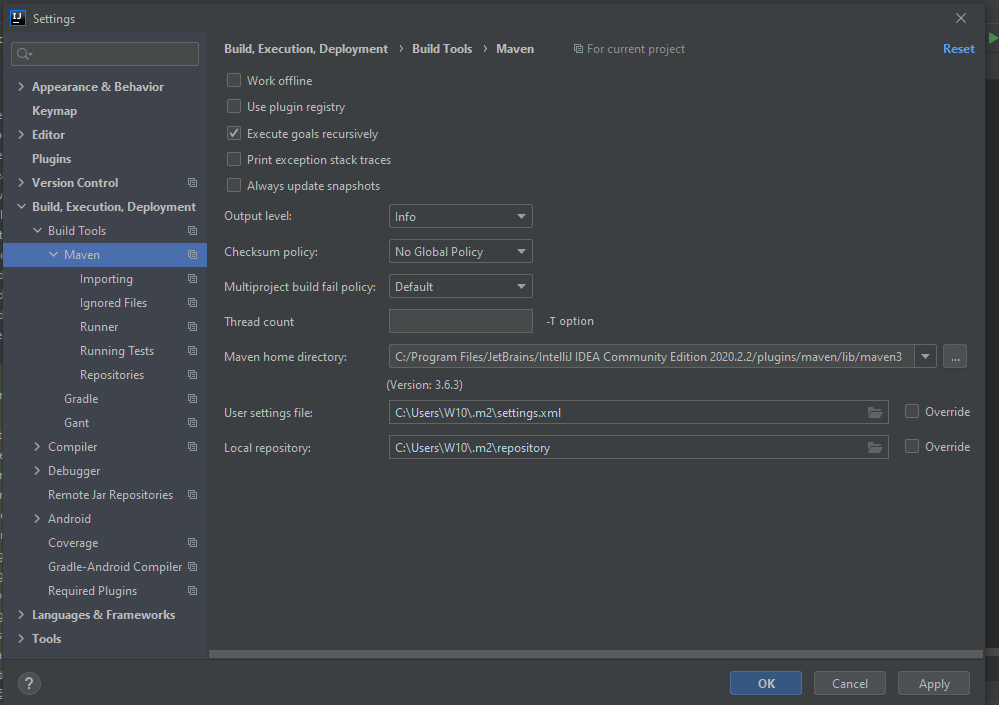 IJ
Settings
Build, Execution, Deployment › Build Tools › Maven For current project Reset
Appearance & Behavior
Keymap
Editor
Plugins
Version Control
Build, Execution, Deployment
Build Tools
Maven
Importing
Ignored Files
Runner
Running Tests
Repositories
Gradle
Gant
Compiler
Debugger
Remote Jar Repositories
Android
Coverage
Gradle-Android Compiler
Required Plugins
Languages & Frameworks
Tools
Work offline
Use plugin registry
Execute goals recursively
Print exception stack traces
Always update snapshots
Output level: Info
Checksum policy: No Global Policy
Multiproject build fail policy: Default
Thread count -T option
Maven home directory: C:/Program Files/JetBrains/IntelliJ IDEA Community Edition 2020.2.2/plugins/maven/lib/maven3 ...
(Version: 3.6.3)
User settings file: C:\Users\W10\.m2\settings.xml Override
Local repository: C:\Users\W10\.m2\repository Override
? OK Cancel Apply